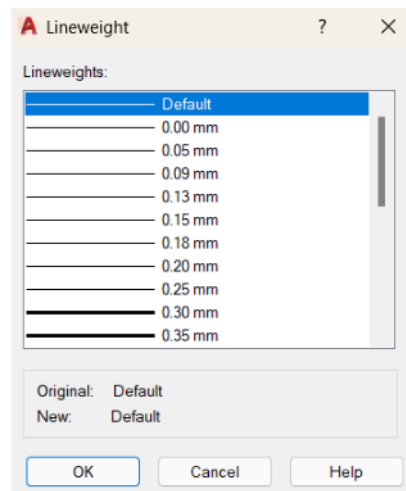 A Lineweight ?
Lineweights:
Default
0.00 mm
0.05 mm
0.09 mm
0.13 mm
0.15 mm
0.18 mm
0.20 mm
0.25 mm
0.30 mm
0.35 mm
Original: Default
New: Default
OK Cancel Help